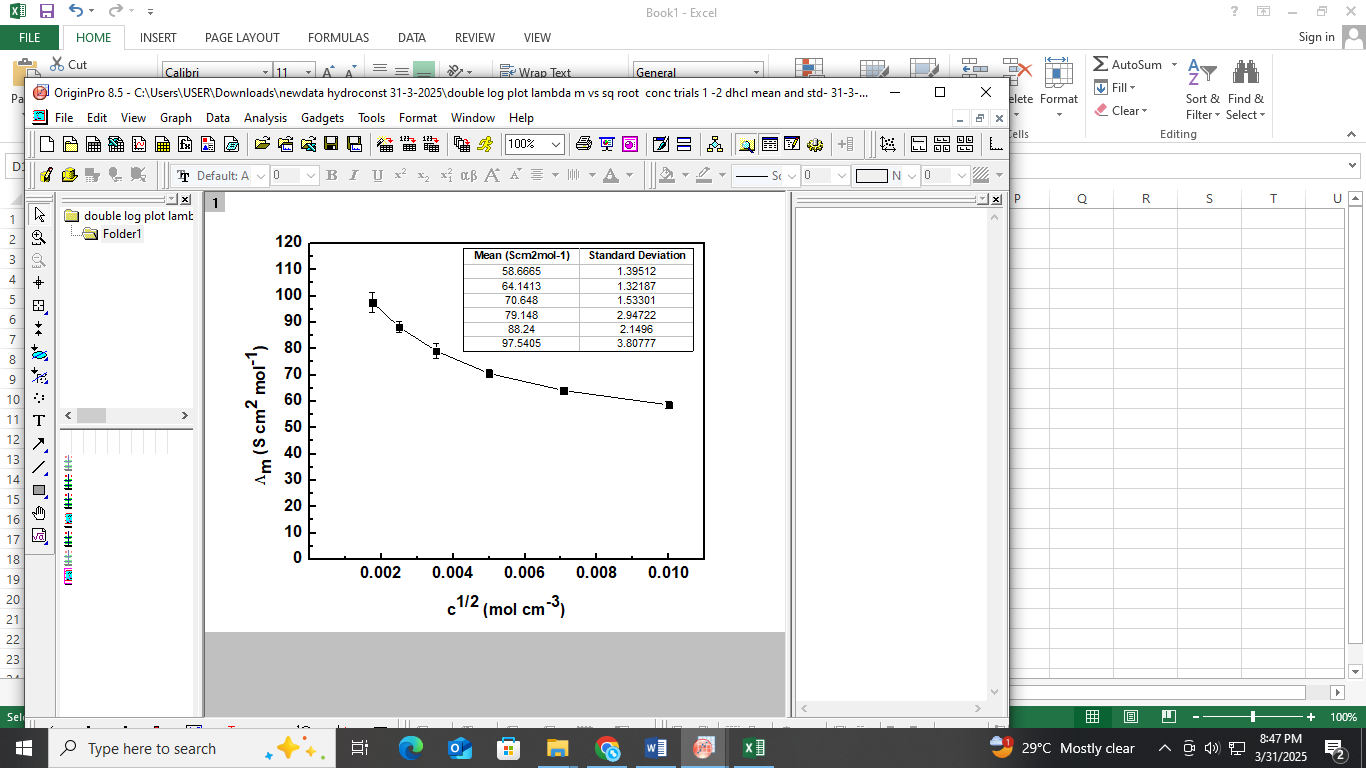 Book1 - Excel
FILE HOME INSERT PAGE LAYOUT FORMULAS DATA REVIEW VIEW
Sign in
Cut
Calibri 11 Wrap Text General
AutoSum
Fill
Clear
Sort & Filter
Find & Select
Format
Editing
OriginPro 8.5 - C:\Users\USER\Downloads\newdata hydroconst 31-3-2025\double log plot lambda m vs sq root conc trials 1 -2 dhcl mean and std- 31-3-...
File Edit View Graph Data Analysis Gadgets Tools Format Window Help
100%
Default: A 0 B I U x² x₂ αβ A A A 0 N 0
double log plot lamb
Folder1
1
120
110
100
90
80
70
60
50
40
30
20
10
0
Λm (S cm2 mol-1)
Mean (Scm2mol-1) Standard Deviation
58.6665 1.39512
64.1413 1.32187
70.648 1.53301
79.148 2.94722
88.24 2.1496
97.5405 3.80777
0.002 0.004 0.006 0.008 0.010
c1/2 (mol cm-3)
P Q R S T U
1
2
3
4
5
6
7
8
9
10
11
12
13
14
15
16
17
18
19
20
21
22
23
100%
Type here to search
29°C Mostly clear
8:47 PM
3/31/2025
2